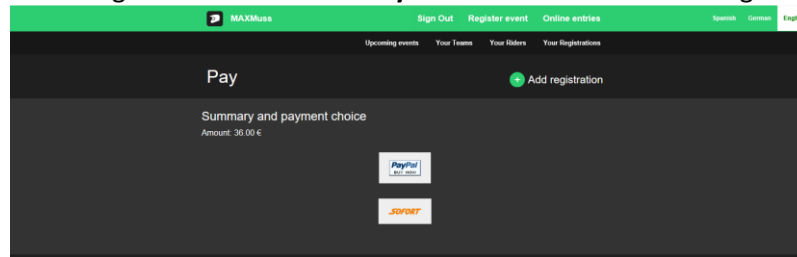 MAXMuss Sign Out Register event Online entries Spanish German Engl
Upcoming events Your Teams Your Riders Your Registrations
Pay + Add registration
Summary and payment choice
Amount: 36.00 €
PayPal
BUY NOW
SOFORT